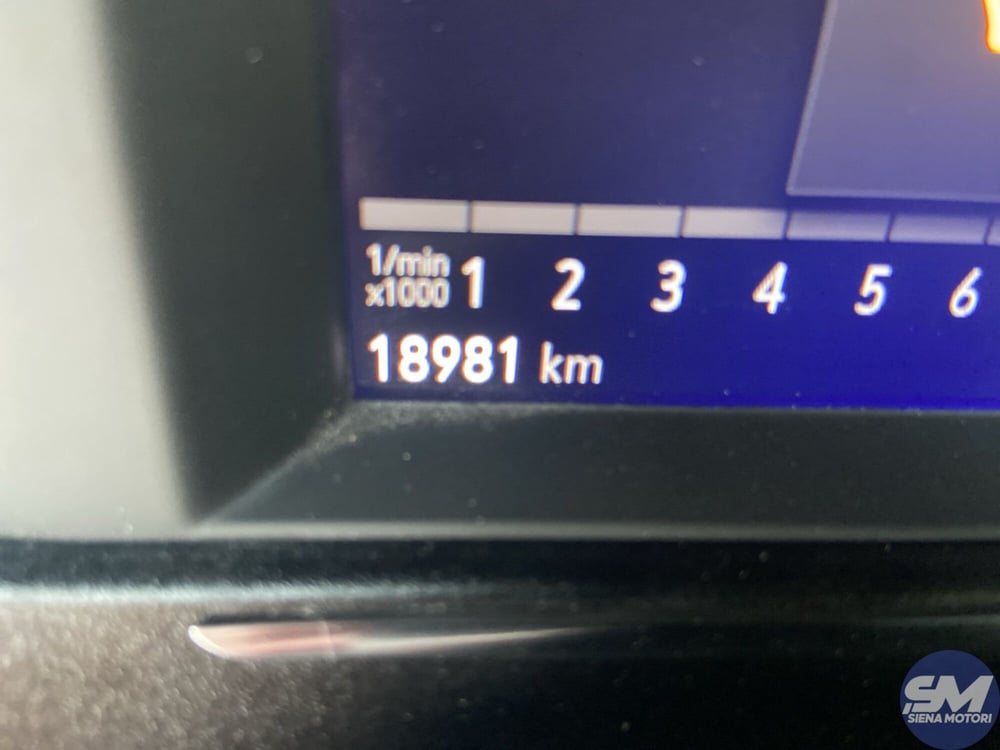 1/min
x1000 1 2 3 4 5 6
18981 km
SM
SIENA MOTORI